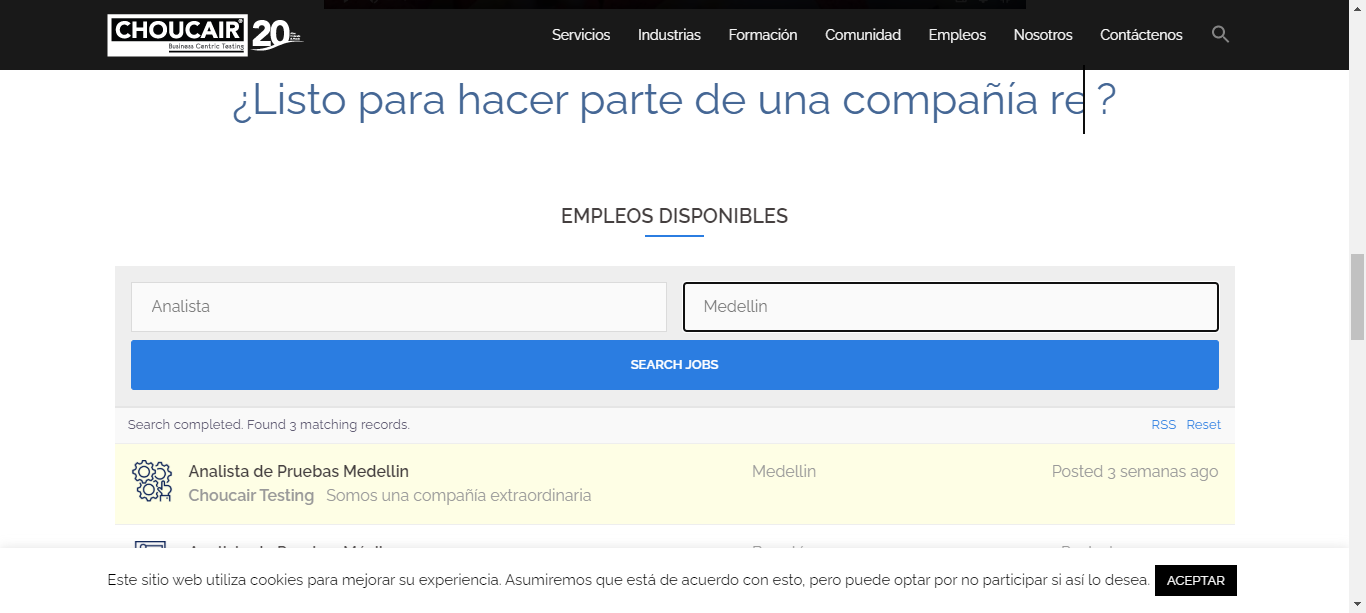 CHOUCAIR®
Business Centric Testing
20
Servicios Industrias Formación Comunidad Empleos Nosotros Contáctenos
¿Listo para hacer parte de una compañía re ?
EMPLEOS DISPONIBLES
Analista Medellin
SEARCH JOBS
Search completed. Found 3 matching records. RSS Reset
Analista de Pruebas Medellin Medellin Posted 3 semanas ago
Choucair Testing Somos una compañía extraordinaria
Este sitio web utiliza cookies para mejorar su experiencia. Asumiremos que está de acuerdo con esto, pero puede optar por no participar si así lo desea. ACEPTAR